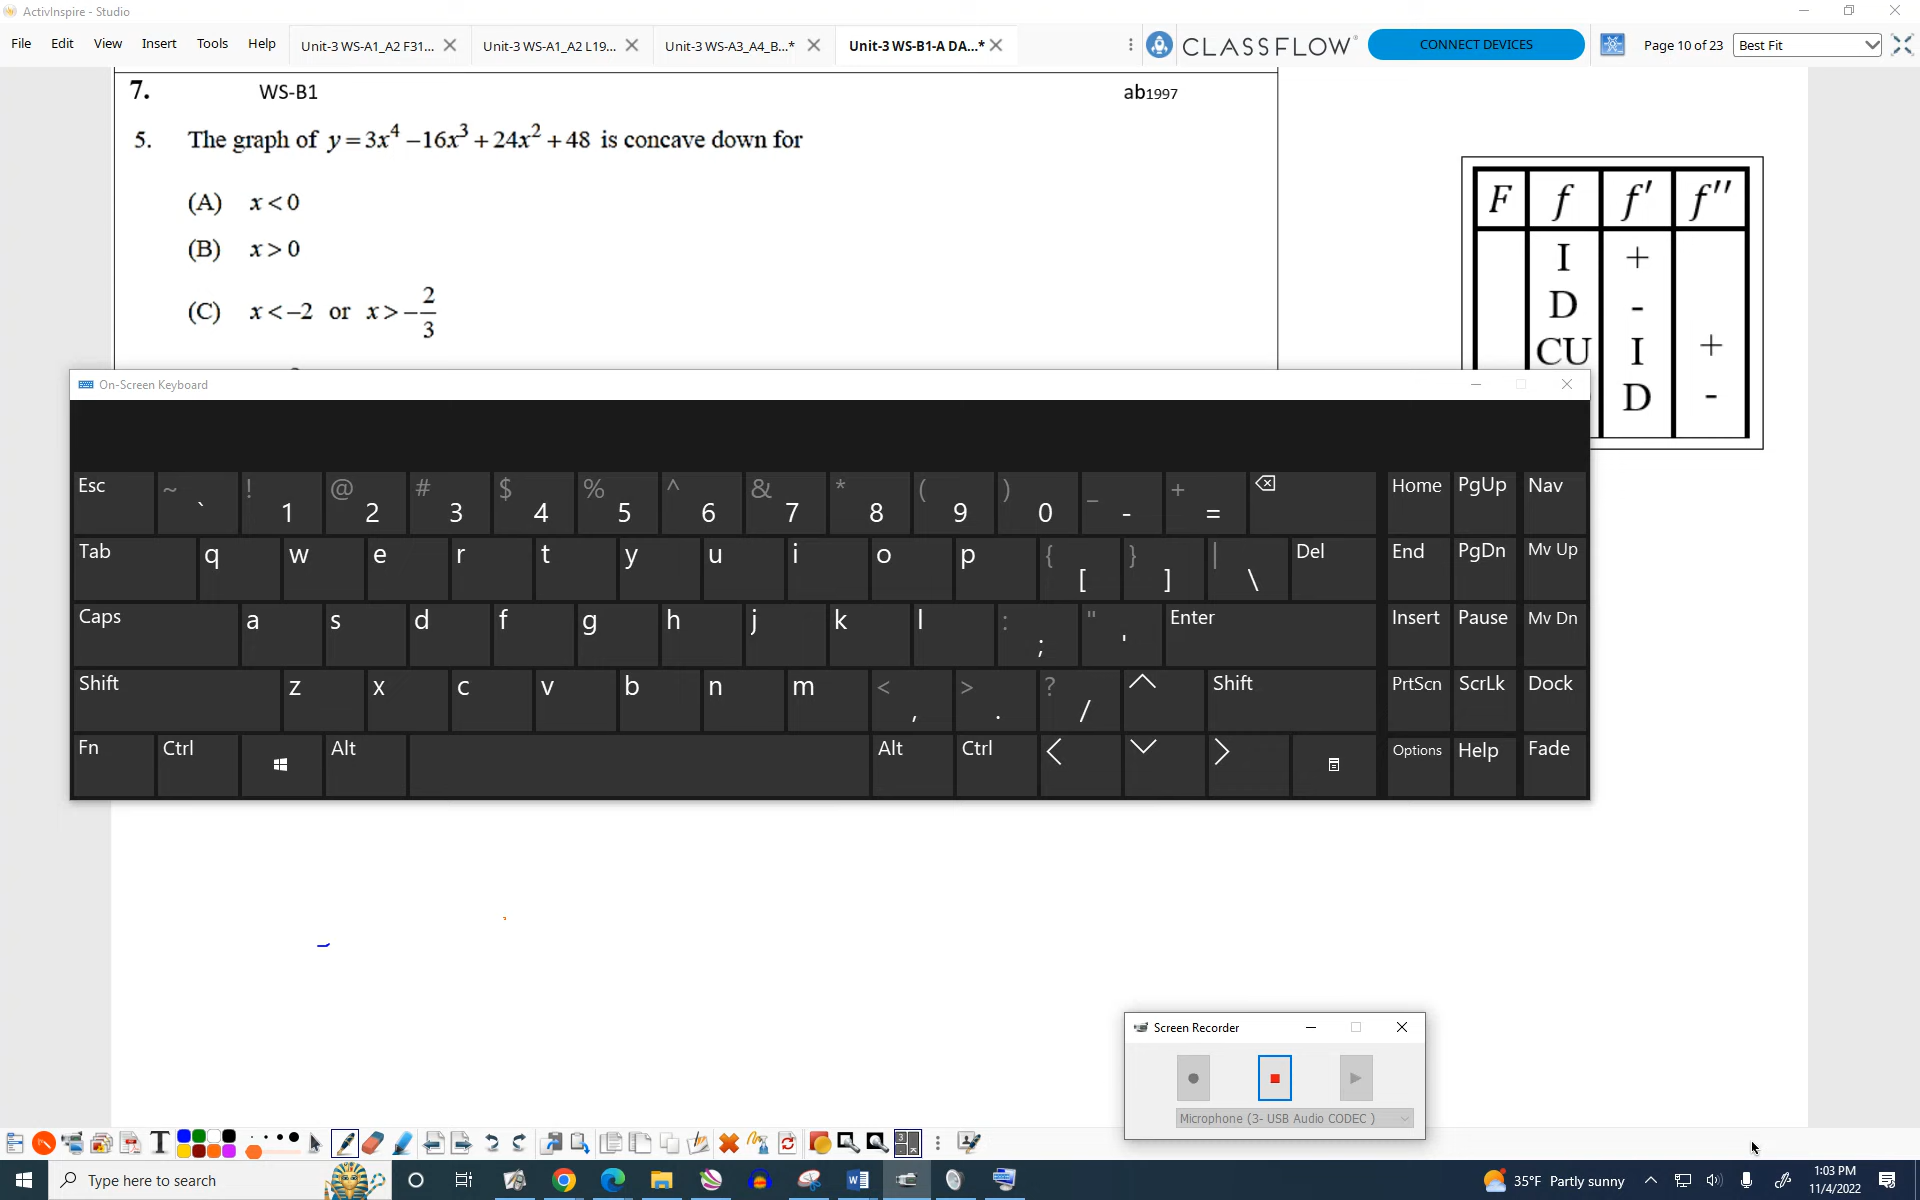 ActivInspire - Studio
File Edit View Insert Tools Help Unit-3 WS-A1_A2 F31... Unit-3 WS-A1_A2 L19... Unit-3 WS-A3_A4_B...* Unit-3 WS-B1-A DA...* CLASSFLOW CONNECT DEVICES Page 10 of 23 Best Fit
7. WS-B1 ab1997
5. The graph of y=3x⁴−16x³+24x²+48 is concave down for
(A) x<0
(B) x>0
(C) x<−2 or x>−2/3
F f f′ f″
I +
D -
CU I +
D -
On-Screen Keyboard
Esc ~ ` ! 1 @ 2 # 3 $ 4 % 5 ^ 6 & 7 * 8 ( 9 ) 0 _ - + = Home PgUp Nav
Tab q w e r t y u i o p { [ } ] | \ Del End PgDn Mv Up
Caps a s d f g h j k l : ; " ' Enter Insert Pause Mv Dn
Shift z x c v b n m < , > . ? / Shift PrtScn ScrLk Dock
Fn Ctrl Alt Alt Ctrl Options Help Fade
Screen Recorder
Microphone (3- USB Audio CODEC )
T
Type here to search
35°F Partly sunny
1:03 PM
11/4/2022